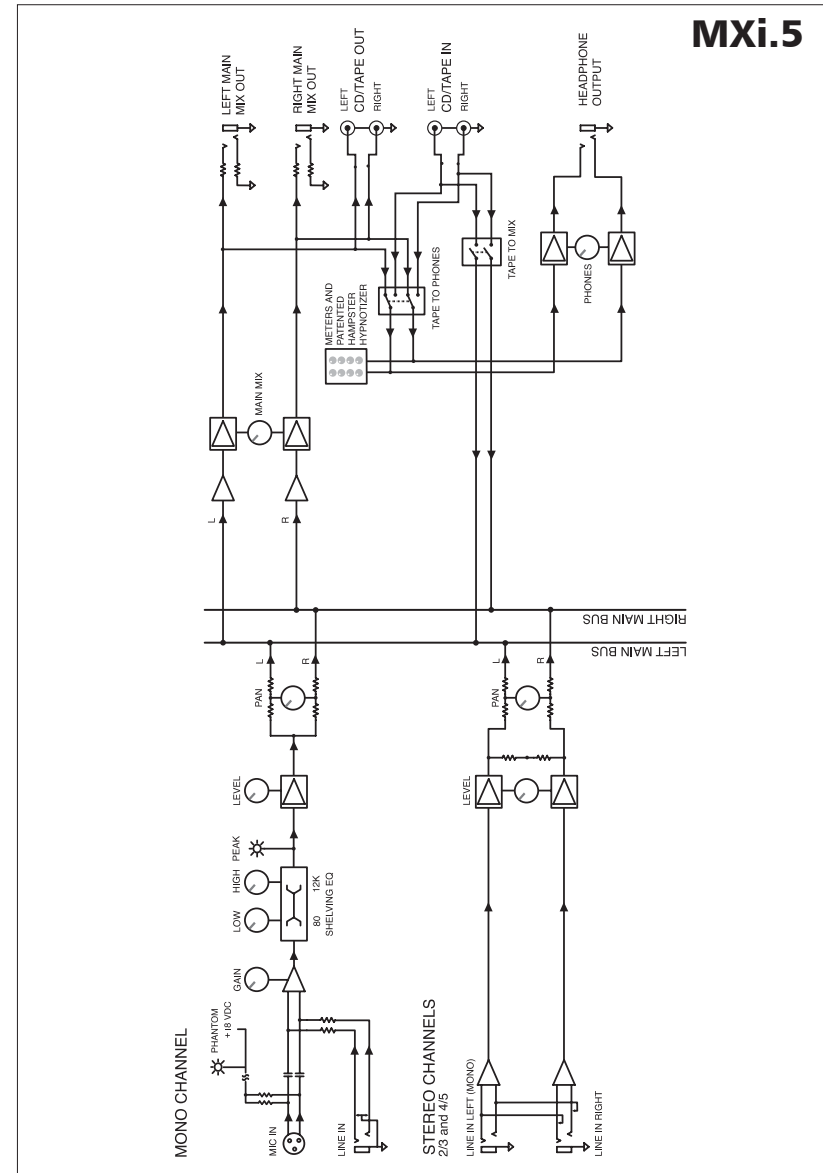 MXi.5
LEFT MAIN
MIX OUT
RIGHT MAIN
MIX OUT
LEFT
CD/TAPE OUT
RIGHT
LEFT
CD/TAPE IN
RIGHT
HEADPHONE
OUTPUT
TAPE TO MIX
PHONES
TAPE TO PHONES
METERS AND
PATENTED
HAMPSTER
HYPNOTIZER
MAIN MIX
L
R
RIGHT MAIN BUS
LEFT MAIN BUS
L
R
PAN
L
R
PAN
LEVEL
LEVEL
PEAK
HIGH
LOW
80 12K
SHELVING EQ
GAIN
PHANTOM
+ 18 VDC
MONO CHANNEL
MIC IN
LINE IN
STEREO CHANNELS
2/3 and 4/5
LINE IN LEFT (MONO)
LINE IN RIGHT